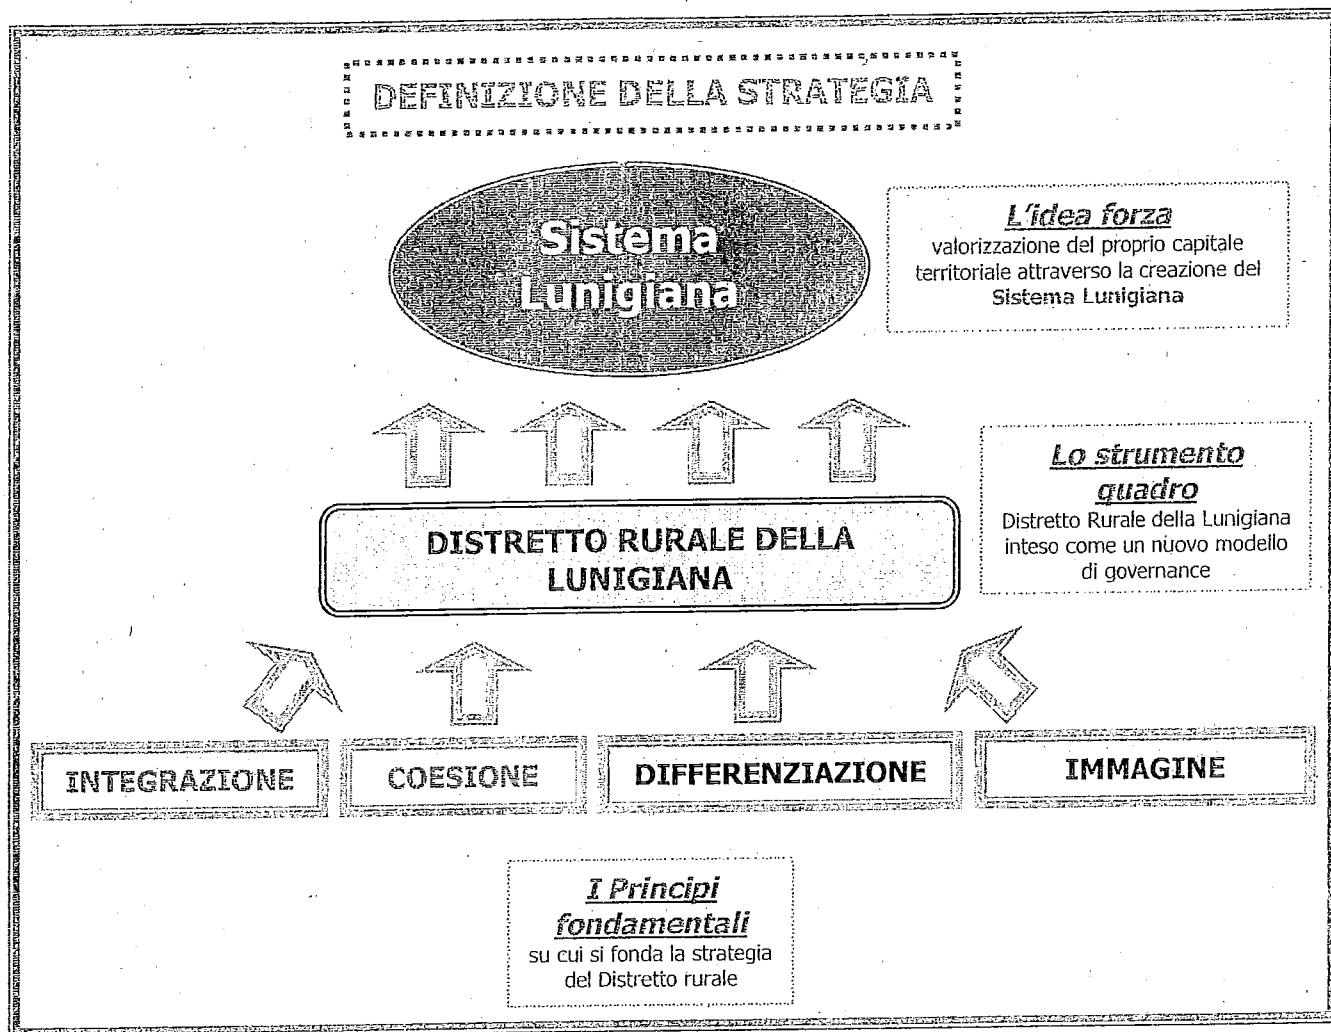 DEFINIZIONE DELLA STRATEGIA
Sistema
Lunigiana
L'idea forza
valorizzazione del proprio capitale
territoriale attraverso la creazione del
Sistema Lunigiana
Lo strumento
quadro
Distretto Rurale della Lunigiana
inteso come un nuovo modello
di governance
DISTRETTO RURALE DELLA
LUNIGIANA
INTEGRAZIONE
COESIONE
DIFFERENZIAZIONE
IMMAGINE
I Principi
fondamentali
su cui si fonda la strategia
del Distretto rurale